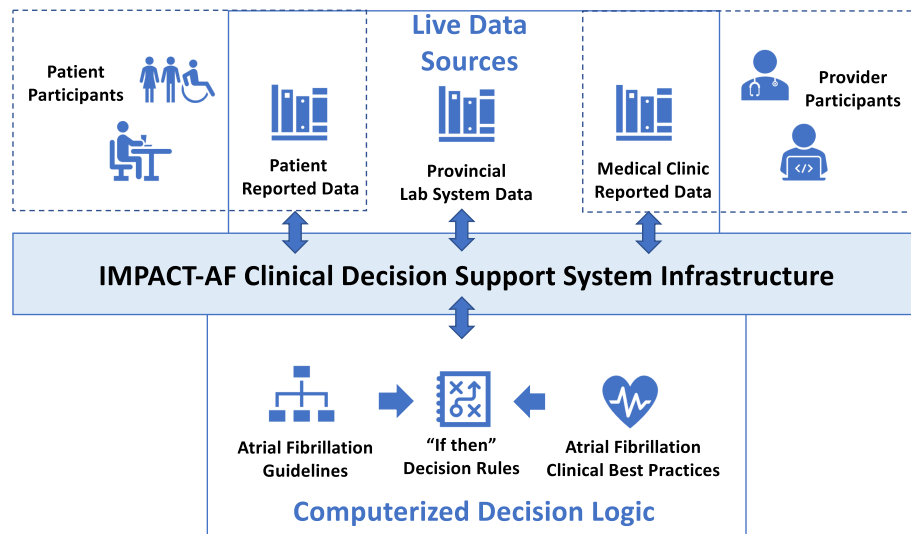 Live Data
Sources
Patient
Participants
Provider
Participants
Patient
Reported Data
Provincial
Lab System Data
Medical Clinic
Reported Data
</>
IMPACT-AF Clinical Decision Support System Infrastructure
Atrial Fibrillation
Guidelines
“If then”
Decision Rules
Atrial Fibrillation
Clinical Best Practices
Computerized Decision Logic